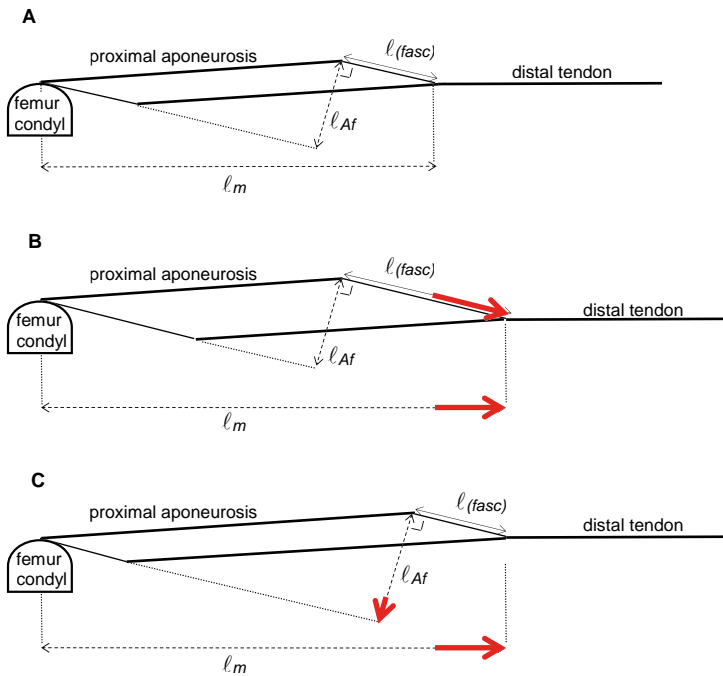 A
proximal aponeurosis
ℓ(fasc)
distal tendon
femur
condyl
ℓAf
ℓm
B
proximal aponeurosis
ℓ(fasc)
distal tendon
femur
condyl
ℓAf
ℓm
C
proximal aponeurosis
ℓ(fasc)
distal tendon
femur
condyl
ℓAf
ℓm